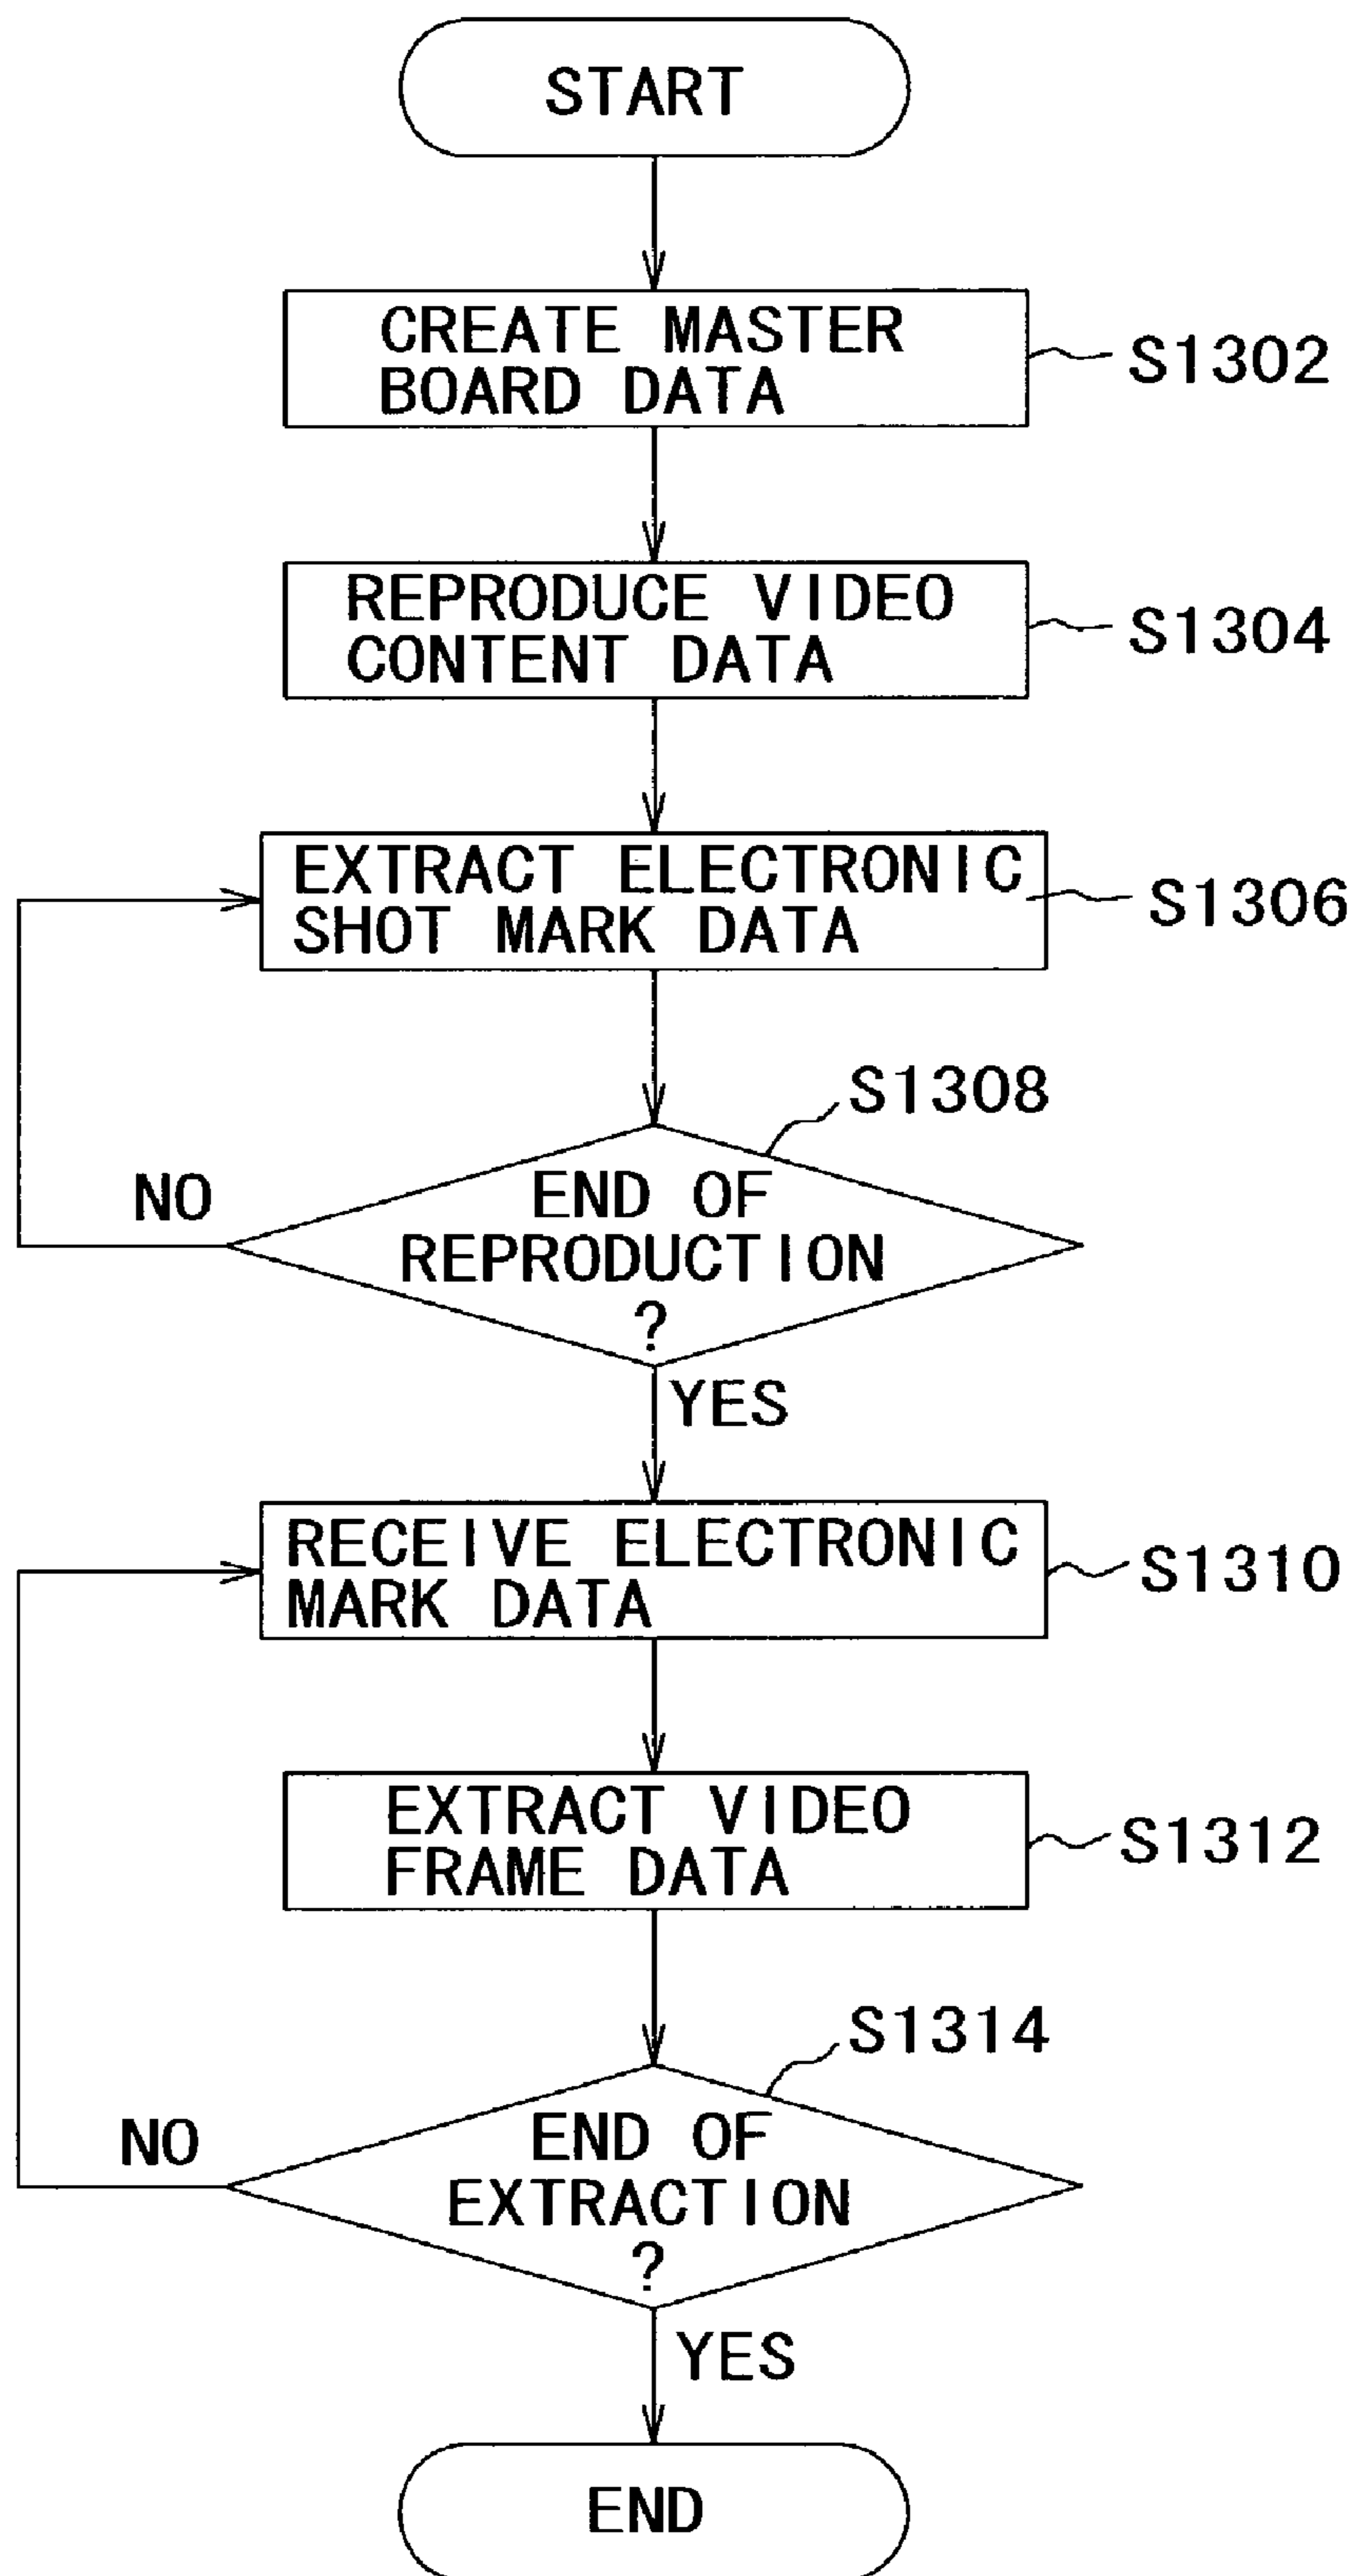 START
CREATE MASTER
BOARD DATA
S1302
REPRODUCE VIDEO
CONTENT DATA
S1304
EXTRACT ELECTRONIC
SHOT MARK DATA
S1306
S1308
NO
END OF
REPRODUCTION
?
YES
RECEIVE ELECTRONIC
MARK DATA
S1310
EXTRACT VIDEO
FRAME DATA
S1312
S1314
NO
END OF
EXTRACTION
?
YES
END